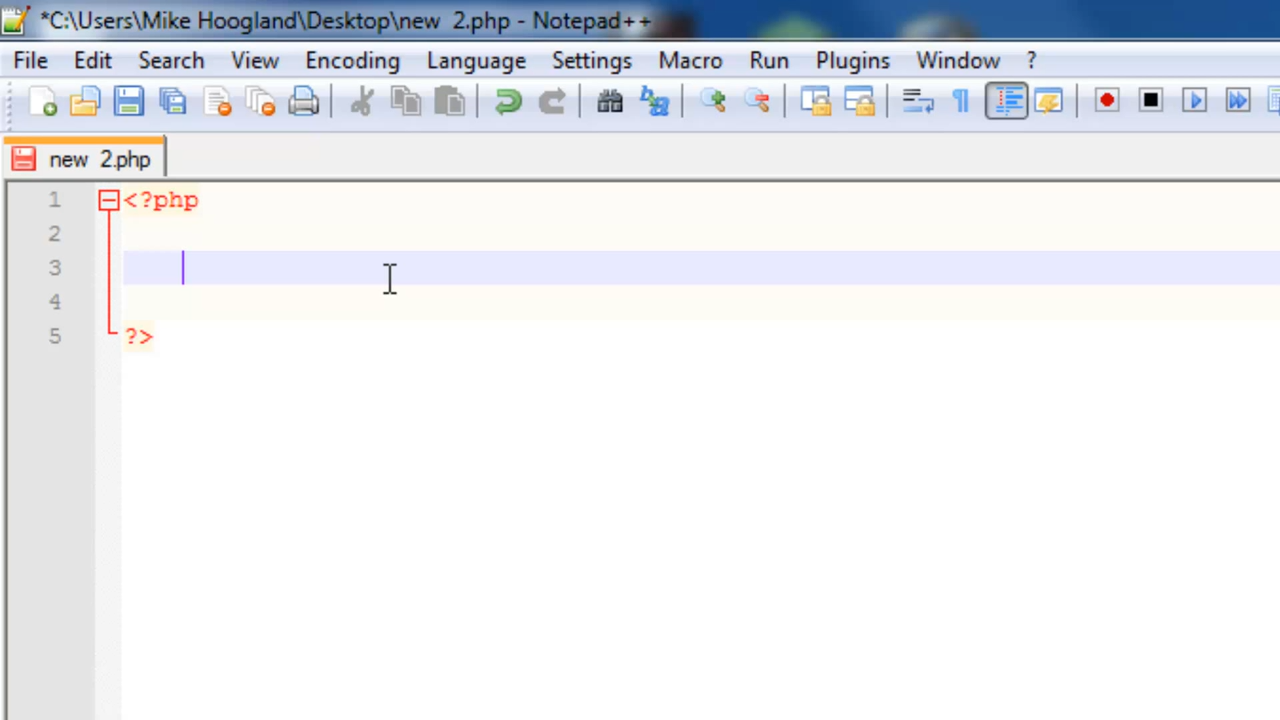 *C:\Users\Mike Hoogland\Desktop\new  2.php - Notepad++
File Edit Search View Encoding Language Settings Macro Run Plugins Window ?
new  2.php
1 <?php
2
3
4
5 ?>